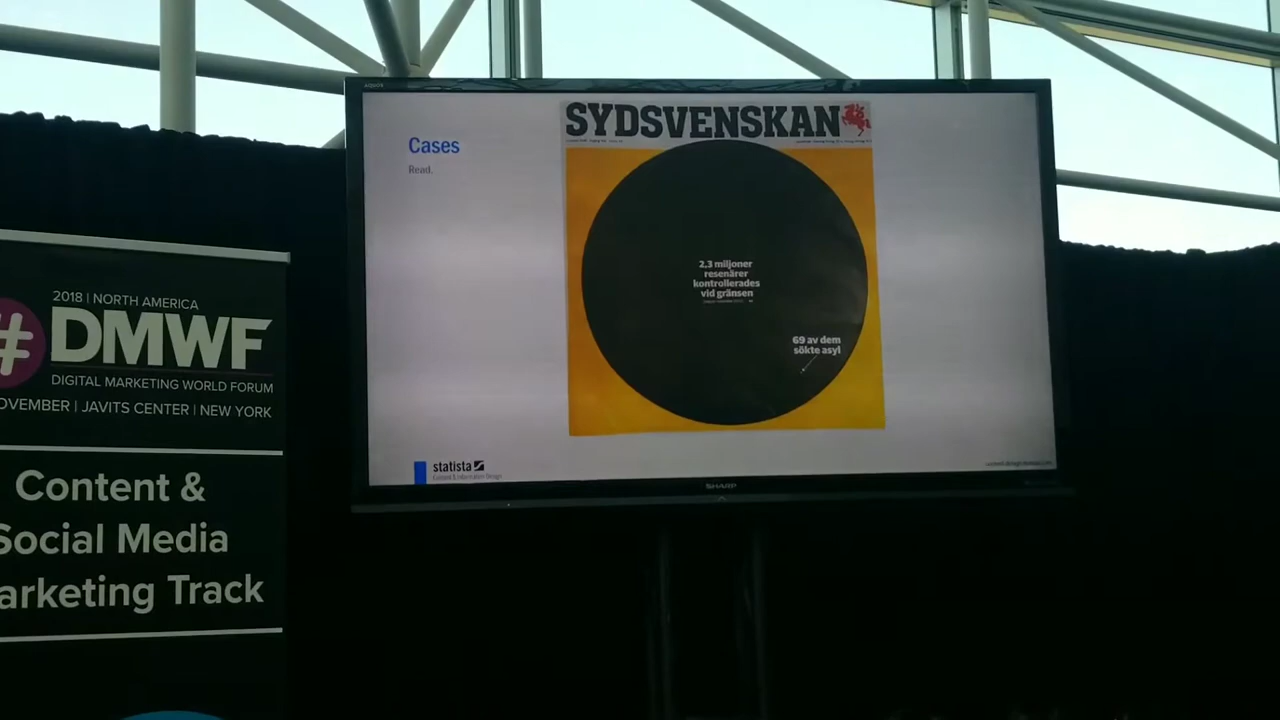 SYDSVENSKAN
Cases
Read.
2,3 miljoner
resenärer
kontrollerades
vid gränsen
69 av dem
sökte asyl
statista
SHARP
2018 | NORTH AMERICA
#DMWF
DIGITAL MARKETING WORLD FORUM
OVEMBER | JAVITS CENTER | NEW YORK
Content &
Social Media
arketing Track